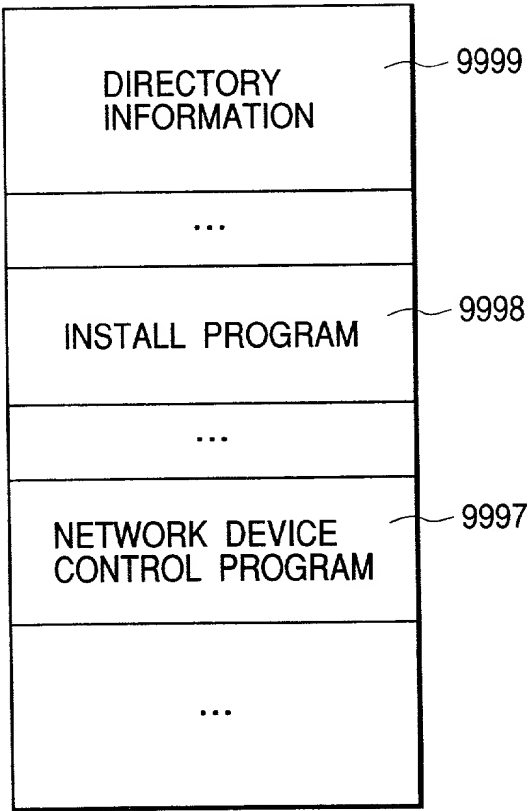 DIRECTORY
INFORMATION
9999
...
INSTALL PROGRAM
9998
...
NETWORK DEVICE
CONTROL PROGRAM
9997
...